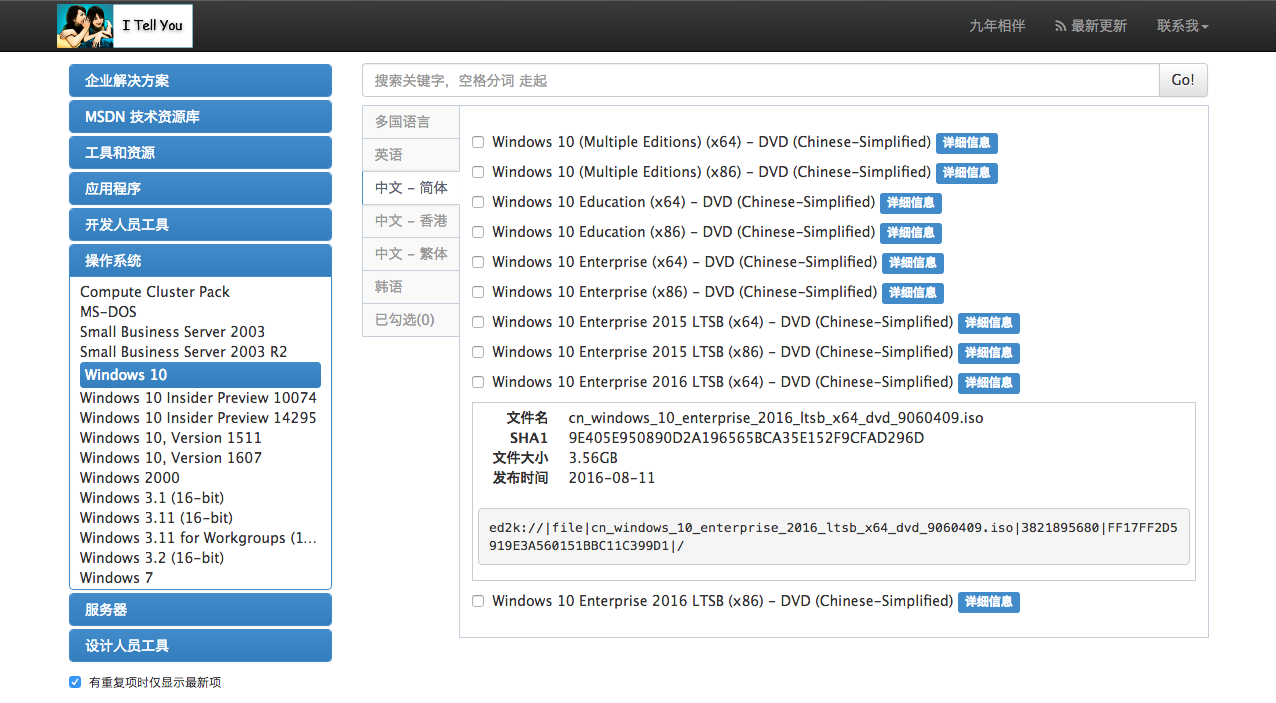 I Tell You
九年相伴
最新更新
联系我
企业解决方案
MSDN 技术资源库
工具和资源
应用程序
开发人员工具
操作系统
Compute Cluster Pack
MS-DOS
Small Business Server 2003
Small Business Server 2003 R2
Windows 10
Windows 10 Insider Preview 10074
Windows 10 Insider Preview 14295
Windows 10, Version 1511
Windows 10, Version 1607
Windows 2000
Windows 3.1 (16-bit)
Windows 3.11 (16-bit)
Windows 3.11 for Workgroups (1...
Windows 3.2 (16-bit)
Windows 7
服务器
设计人员工具
有重复项时仅显示最新项
搜索关键字，空格分词 走起
Go!
多国语言
英语
中文 - 简体
中文 - 香港
中文 - 繁体
韩语
已勾选(0)
Windows 10 (Multiple Editions) (x64) - DVD (Chinese-Simplified) 详细信息
Windows 10 (Multiple Editions) (x86) - DVD (Chinese-Simplified) 详细信息
Windows 10 Education (x64) - DVD (Chinese-Simplified) 详细信息
Windows 10 Education (x86) - DVD (Chinese-Simplified) 详细信息
Windows 10 Enterprise (x64) - DVD (Chinese-Simplified) 详细信息
Windows 10 Enterprise (x86) - DVD (Chinese-Simplified) 详细信息
Windows 10 Enterprise 2015 LTSB (x64) - DVD (Chinese-Simplified) 详细信息
Windows 10 Enterprise 2015 LTSB (x86) - DVD (Chinese-Simplified) 详细信息
Windows 10 Enterprise 2016 LTSB (x64) - DVD (Chinese-Simplified) 详细信息
文件名 cn_windows_10_enterprise_2016_ltsb_x64_dvd_9060409.iso
SHA1 9E405E950890D2A196565BCA35E152F9CFAD296D
文件大小 3.56GB
发布时间 2016-08-11
ed2k://|file|cn_windows_10_enterprise_2016_ltsb_x64_dvd_9060409.iso|3821895680|FF17FF2D5
919E3A560151BBC11C399D1|/
Windows 10 Enterprise 2016 LTSB (x86) - DVD (Chinese-Simplified) 详细信息